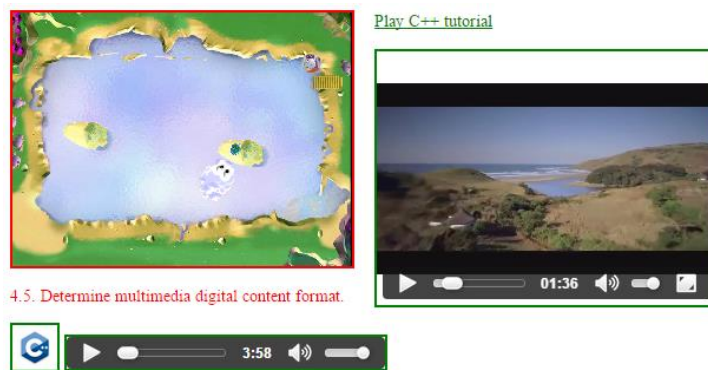 Play C++ tutorial
01:36
4.5. Determine multimedia digital content format.
C++
3:58